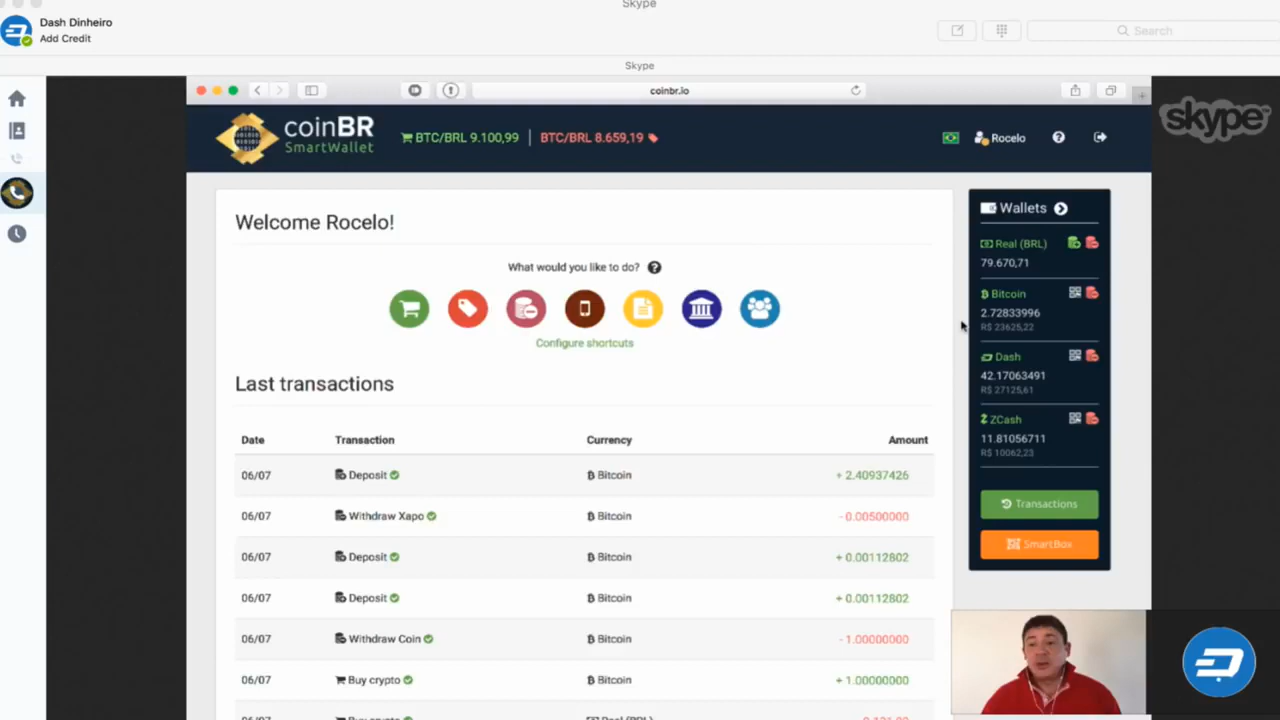 Skype
Dash Dinheiro
Add Credit
Search
Skype
coinbr.io
coinBR
SmartWallet
BTC/BRL 9.100,99
BTC/BRL 8.659,19
Rocelo
skype™
Welcome Rocelo!
What would you like to do?
Configure shortcuts
Last transactions
Date Transaction Currency Amount
06/07 Deposit Bitcoin + 2.40937426
06/07 Withdraw Xapo Bitcoin - 0.00500000
06/07 Deposit Bitcoin + 0.00112802
06/07 Deposit Bitcoin + 0.00112802
06/07 Withdraw Coin Bitcoin - 1.00000000
06/07 Buy crypto Bitcoin + 1.00000000
Wallets
Real (BRL)
79.670,71
Bitcoin
2.72833996
R$ 23625,22
Dash
42.17063491
R$ 27125,61
ZCash
11.81056711
R$ 10062,23
Transactions
SmartBox